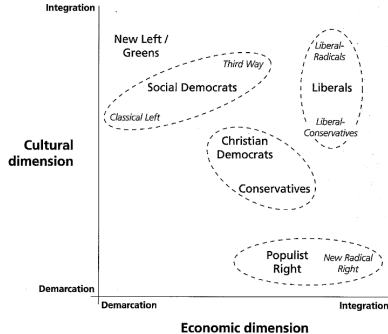 Integration
New Left /
Greens
Third Way
Social Democrats
Classical Left
Liberal-
Radicals
Liberals
Liberal-
Conservatives
Cultural
dimension
Christian
Democrats
Conservatives
Populist
Right
New Radical
Right
Demarcation
Demarcation
Integration
Economic dimension